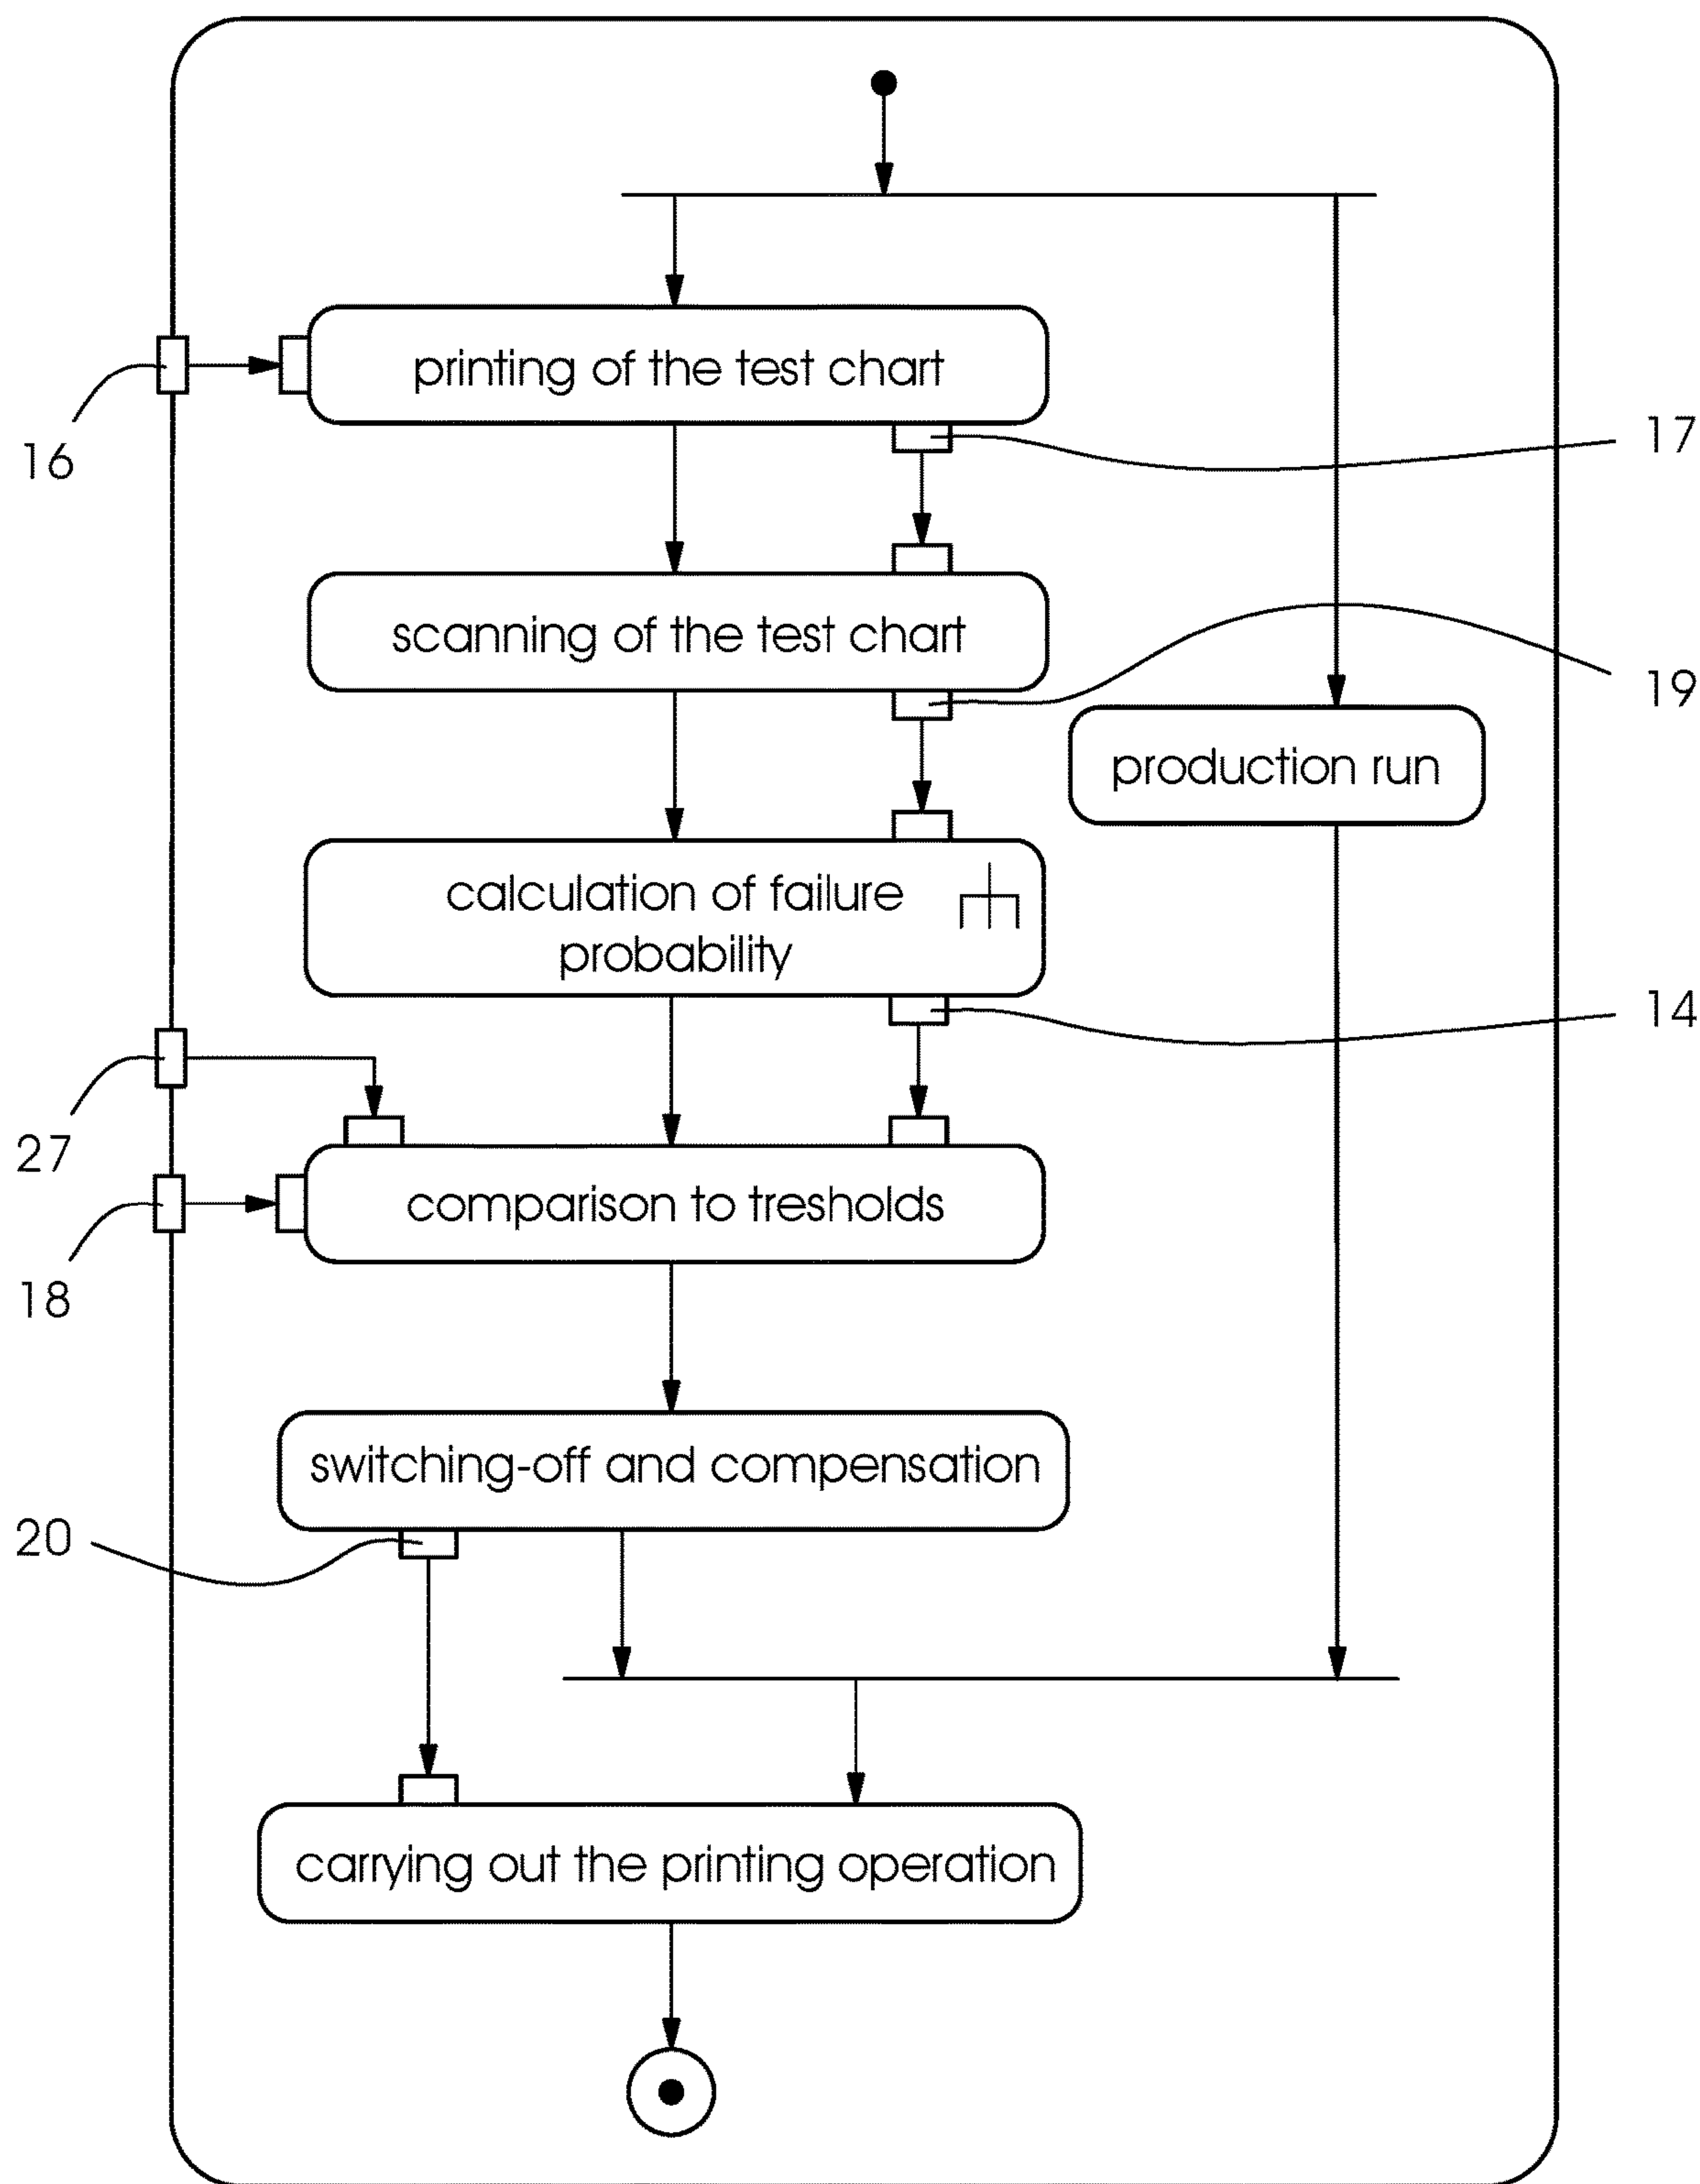 printing of the test chart
16
17
scanning of the test chart
19
production run
calculation of failure
probability
14
27
comparison to tresholds
18
switching-off and compensation
20
carrying out the printing operation